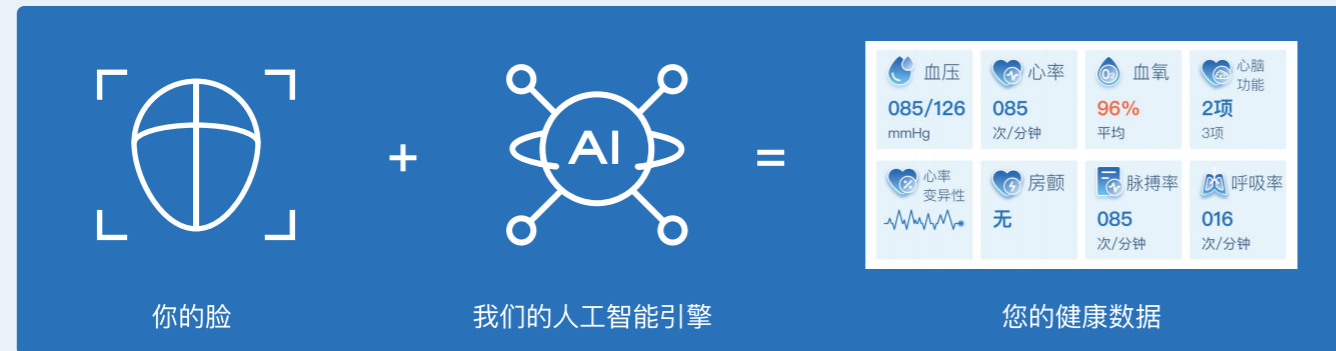 AI
+
=
血压
085/126
mmHg
心率
085
次/分钟
血氧
O₂
96%
平均
心脑
功能
2项
3项
心率
变异性
房颤
无
脉搏率
085
次/分钟
呼吸率
016
次/分钟
你的脸
我们的人工智能引擎
您的健康数据